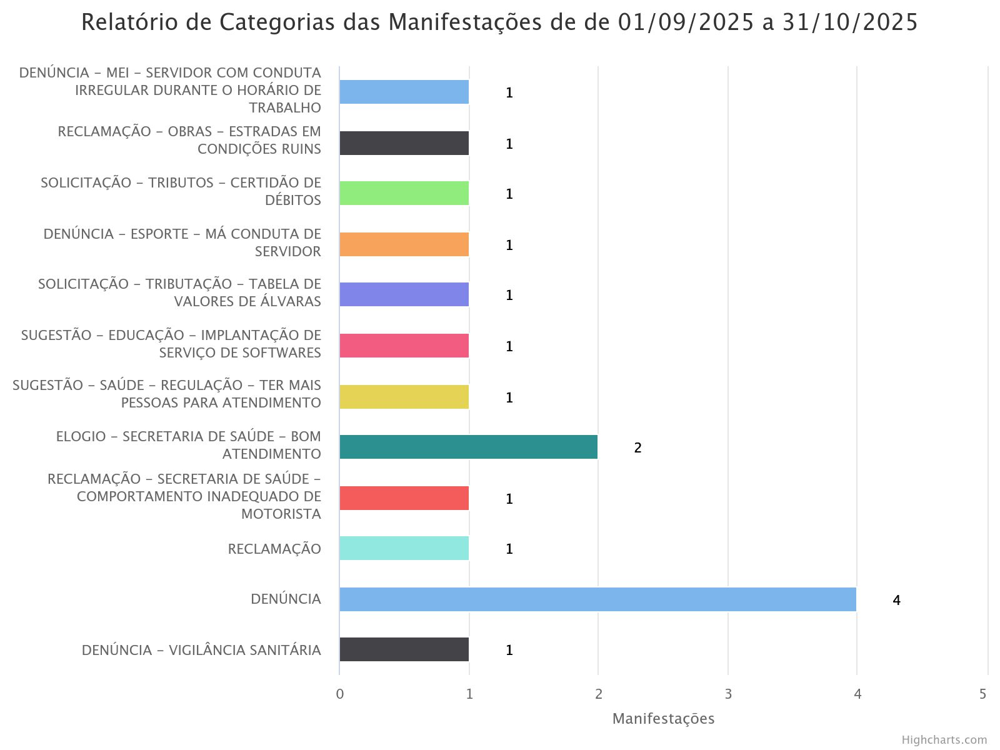 Relatório de Categorias das Manifestações de de 01/09/2025 a 31/10/2025
DENÚNCIA - MEI - SERVIDOR COM CONDUTA
IRREGULAR DURANTE O HORÁRIO DE
TRABALHO
1
RECLAMAÇÃO - OBRAS - ESTRADAS EM
CONDIÇÕES RUINS
1
SOLICITAÇÃO - TRIBUTOS - CERTIDÃO DE
DÉBITOS
1
DENÚNCIA - ESPORTE - MÁ CONDUTA DE
SERVIDOR
1
SOLICITAÇÃO - TRIBUTAÇÃO - TABELA DE
VALORES DE ÁLVARAS
1
SUGESTÃO - EDUCAÇÃO - IMPLANTAÇÃO DE
SERVIÇO DE SOFTWARES
1
SUGESTÃO - SAÚDE - REGULAÇÃO - TER MAIS
PESSOAS PARA ATENDIMENTO
1
ELOGIO - SECRETARIA DE SAÚDE - BOM
ATENDIMENTO
2
RECLAMAÇÃO - SECRETARIA DE SAÚDE -
COMPORTAMENTO INADEQUADO DE
MOTORISTA
1
RECLAMAÇÃO
1
DENÚNCIA
4
DENÚNCIA - VIGILÂNCIA SANITÁRIA
1
0 1 2 3 4 5
Manifestações
Highcharts.com